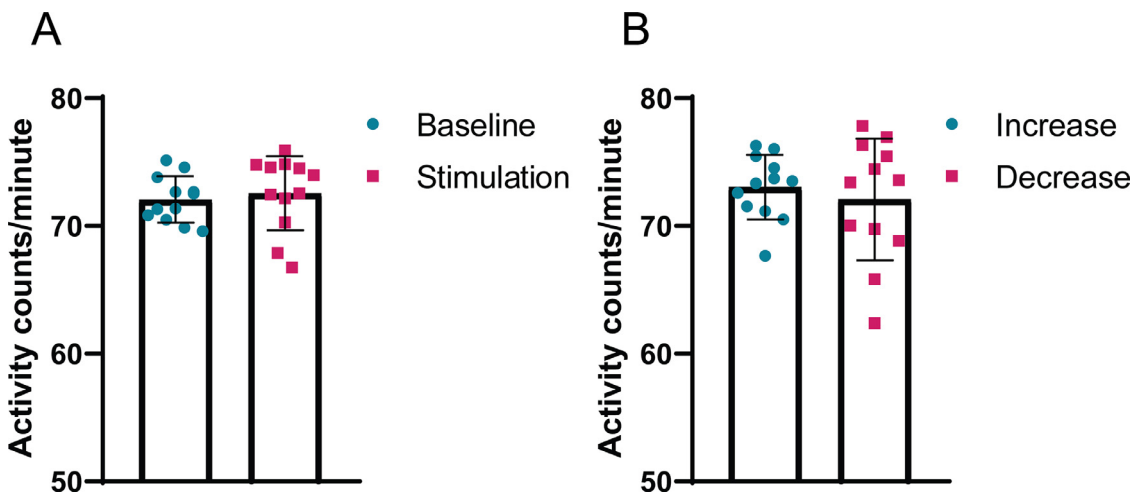 A
Activity counts/minute
80
70
60
50
Baseline
Stimulation
B
Activity counts/minute
80
70
60
50
Increase
Decrease